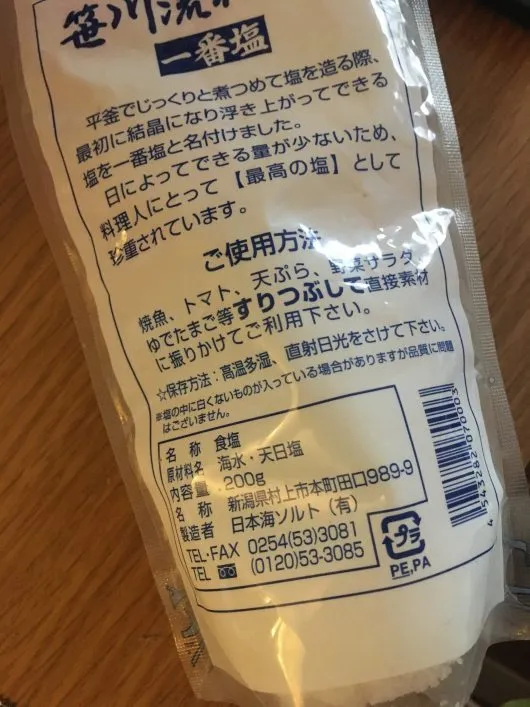 笹川流れ
一番塩
平釜でじっくりと煮つめて塩を造る際、
最初に結晶になり浮き上がってできる
塩を一番塩と名付けました。
日によってできる量が少ないため、
料理人にとって【最高の塩】として
珍重されています。
ご使用方法
焼魚、トマト、天ぷら、野菜サラダ、
ゆでたまご等すりつぶして直接素材
に振りかけてご利用下さい。
☆保存方法：高温多湿、直射日光をさけて下さい。
※塩の中に白くないものが入っている場合がありますが品質に問題
はございません。
名称 食塩
原材料名 海水・天日塩
内容量 200g
名称 新潟県村上市本町田口989-9
製造者 日本海ソルト（有）
TEL・FAX 0254(53)3081
TEL (0120)53-3085
プラ
PE,PA
4543282070003